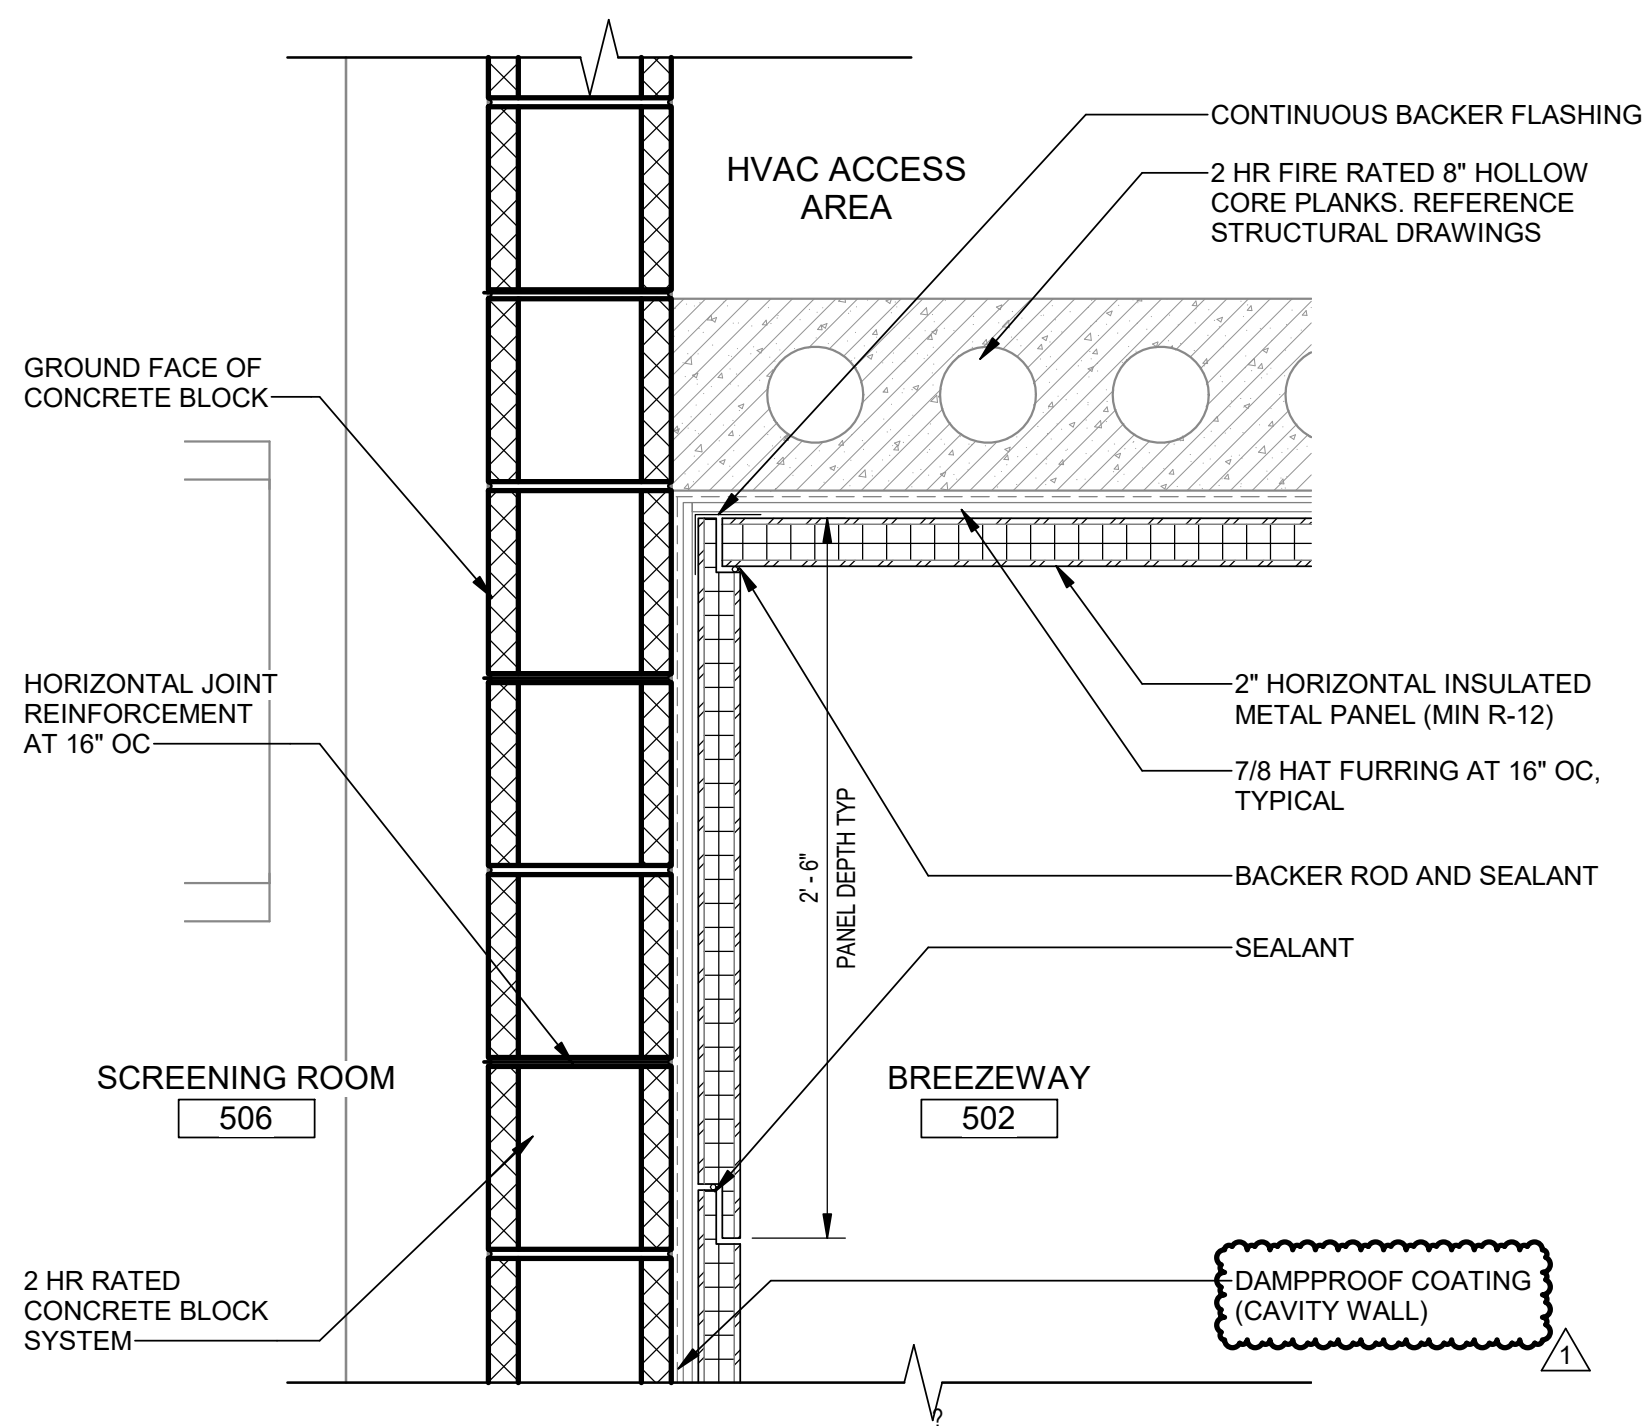 CONTINUOUS BACKER FLASHING
HVAC ACCESS
AREA
2 HR FIRE RATED 8" HOLLOW
CORE PLANKS. REFERENCE
STRUCTURAL DRAWINGS
GROUND FACE OF
CONCRETE BLOCK
HORIZONTAL JOINT
REINFORCEMENT
AT 16" OC
2" HORIZONTAL INSULATED
METAL PANEL (MIN R-12)
7/8 HAT FURRING AT 16" OC,
TYPICAL
2' - 6"
PANEL DEPTH TYP
BACKER ROD AND SEALANT
SEALANT
SCREENING ROOM
506
BREEZEWAY
502
2 HR RATED
CONCRETE BLOCK
SYSTEM
DAMPPROOF COATING
(CAVITY WALL)
1
?